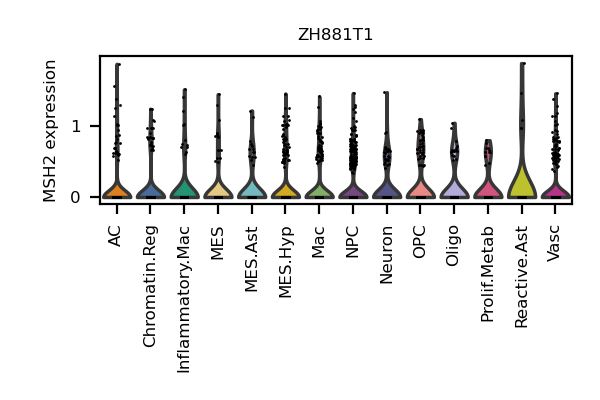 ZH881T1
MSH2 expression
1
0
AC
Chromatin.Reg
Inflammatory.Mac
MES
MES.Ast
MES.Hyp
Mac
NPC
Neuron
OPC
Oligo
Prolif.Metab
Reactive.Ast
Vasc